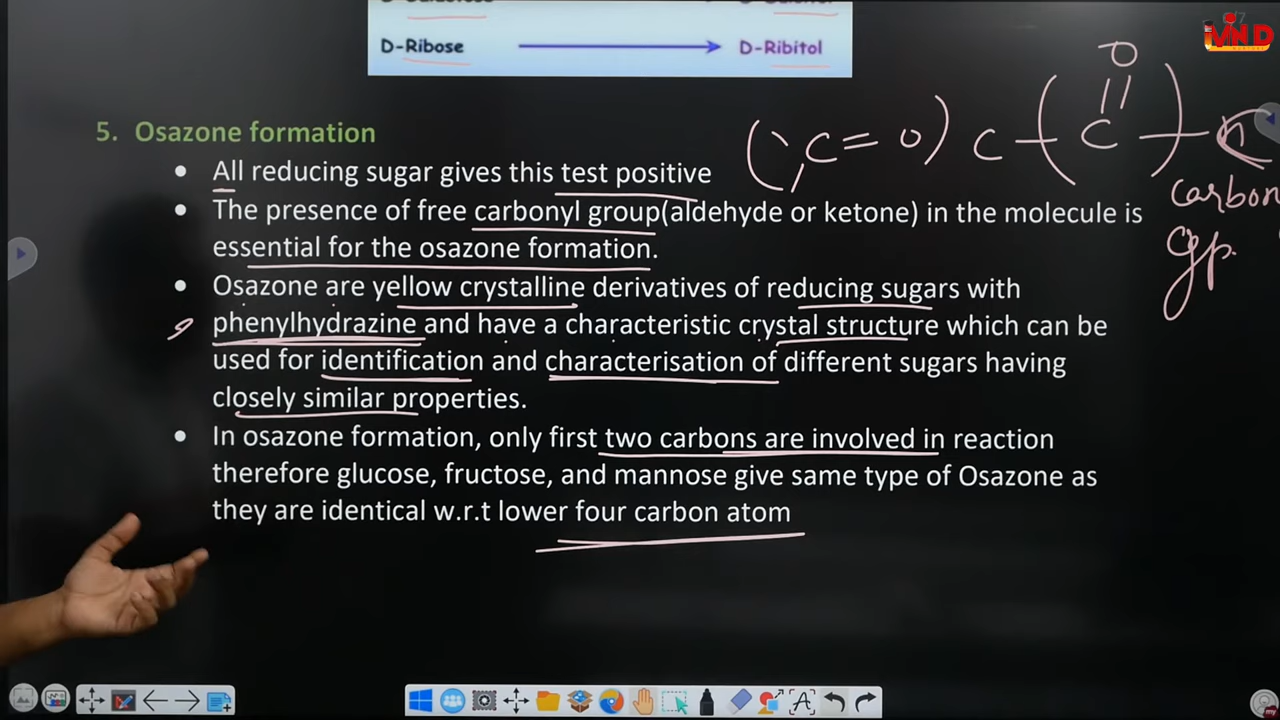 D-Ribose D-Ribitol
5. Osazone formation
• All reducing sugar gives this test positive
• The presence of free carbonyl group(aldehyde or ketone) in the molecule is
essential for the osazone formation.
• Osazone are yellow crystalline derivatives of reducing sugars with
phenylhydrazine and have a characteristic crystal structure which can be
used for identification and characterisation of different sugars having
closely similar properties.
• In osazone formation, only first two carbons are involved in reaction
therefore glucose, fructose, and mannose give same type of Osazone as
they are identical w.r.t lower four carbon atom
O
C=O C C
carbon
gp.